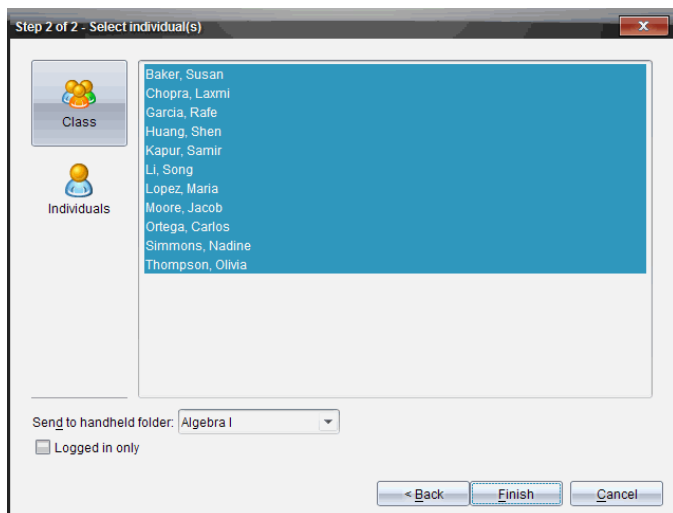 Step 2 of 2 - Select individual(s)
x
Class
Individuals
Baker, Susan
Chopra, Laxmi
Garcia, Rafe
Huang, Shen
Kapur, Samir
Li, Song
Lopez, Maria
Moore, Jacob
Ortega, Carlos
Simmons, Nadine
Thompson, Olivia
Send to handheld folder: Algebra I
Logged in only
< Back Finish Cancel